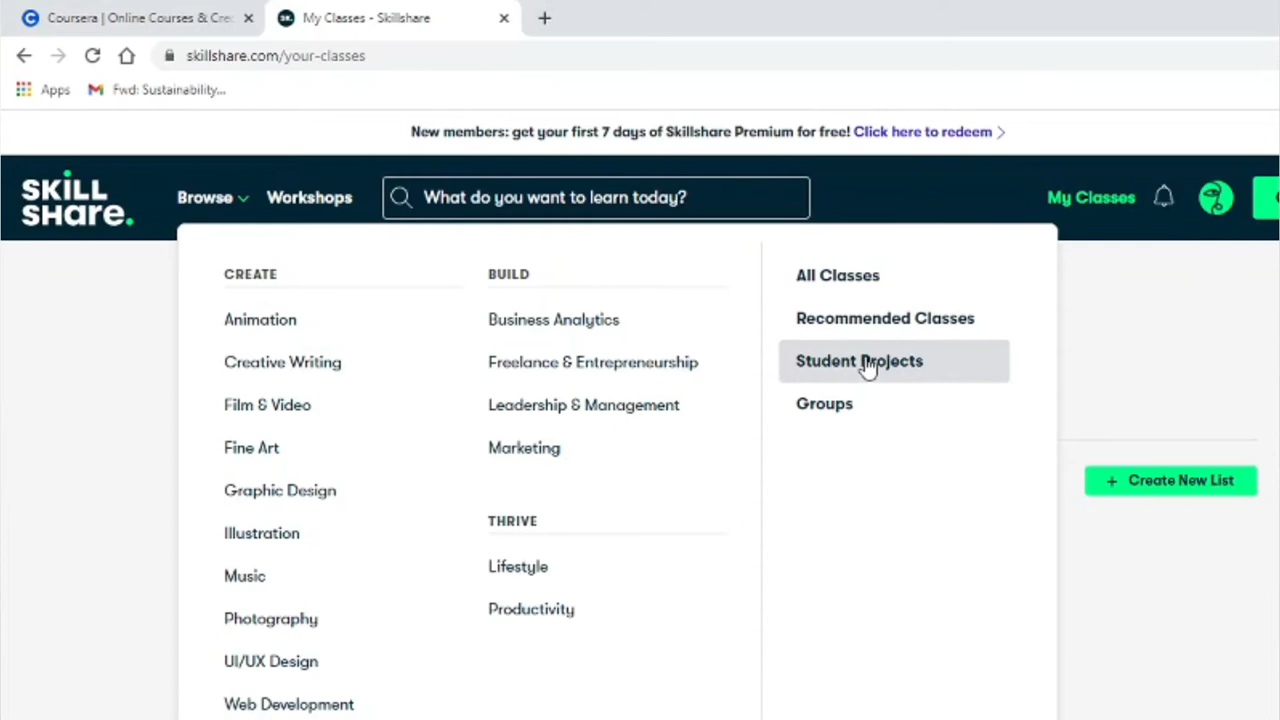 Coursera | Online Courses & Cre
My Classes - Skillshare
skillshare.com/your-classes
Apps
Fwd: Sustainability...
New members: get your first 7 days of Skillshare Premium for free! Click here to redeem
SKILL
SHARE.
Browse
Workshops
What do you want to learn today?
My Classes
CREATE
Animation
Creative Writing
Film & Video
Fine Art
Graphic Design
Illustration
Music
Photography
UI/UX Design
Web Development
BUILD
Business Analytics
Freelance & Entrepreneurship
Leadership & Management
Marketing
THRIVE
Lifestyle
Productivity
All Classes
Recommended Classes
Student Projects
Groups
+ Create New List